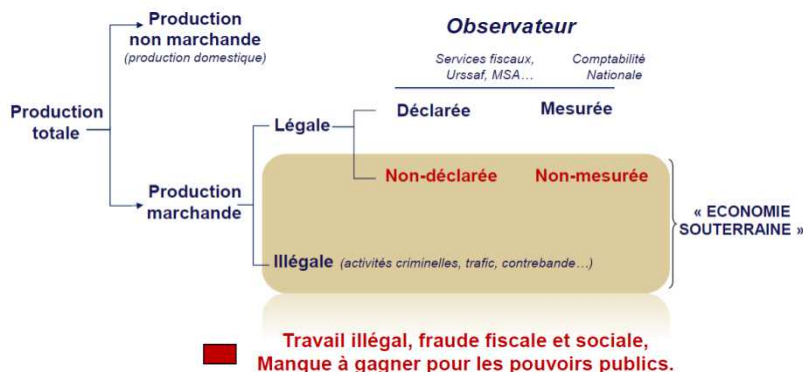 Production
non marchande
(production domestique)
Observateur
Services fiscaux,
Urssaf, MSA…
Comptabilité
Nationale
Production
totale
Légale
Déclarée
Mesurée
Production
marchande
Non-déclarée
Non-mesurée
« ECONOMIE
SOUTERRAINE »
Illégale (activités criminelles, trafic, contrebande…)
Travail illégal, fraude fiscale et sociale,
Manque à gagner pour les pouvoirs publics.